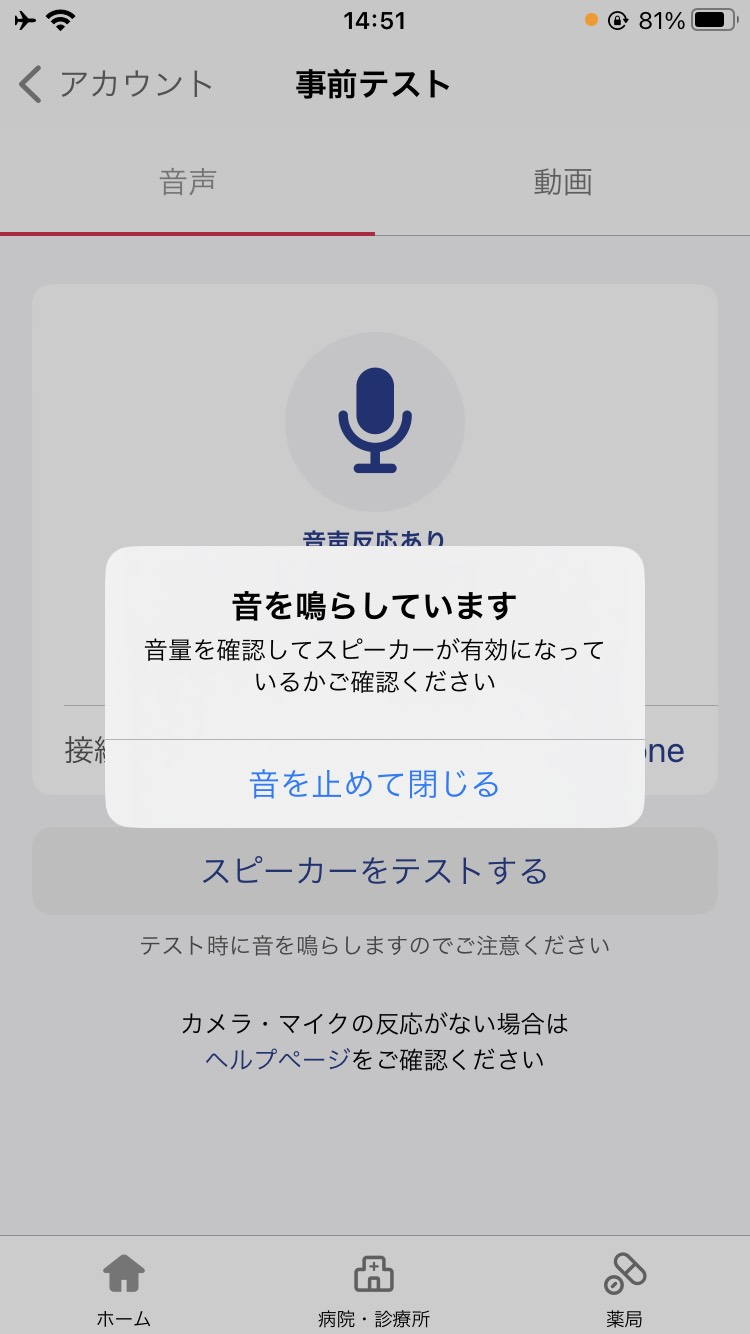 14:51
81%
アカウント
事前テスト
音声
動画
音声反応あり
音を鳴らしています
音量を確認してスピーカーが有効になって
いるかご確認ください
音を止めて閉じる
スピーカーをテストする
テスト時に音を鳴らしますのでご注意ください
カメラ・マイクの反応がない場合は
ヘルプページをご確認ください
ホーム
病院・診療所
薬局